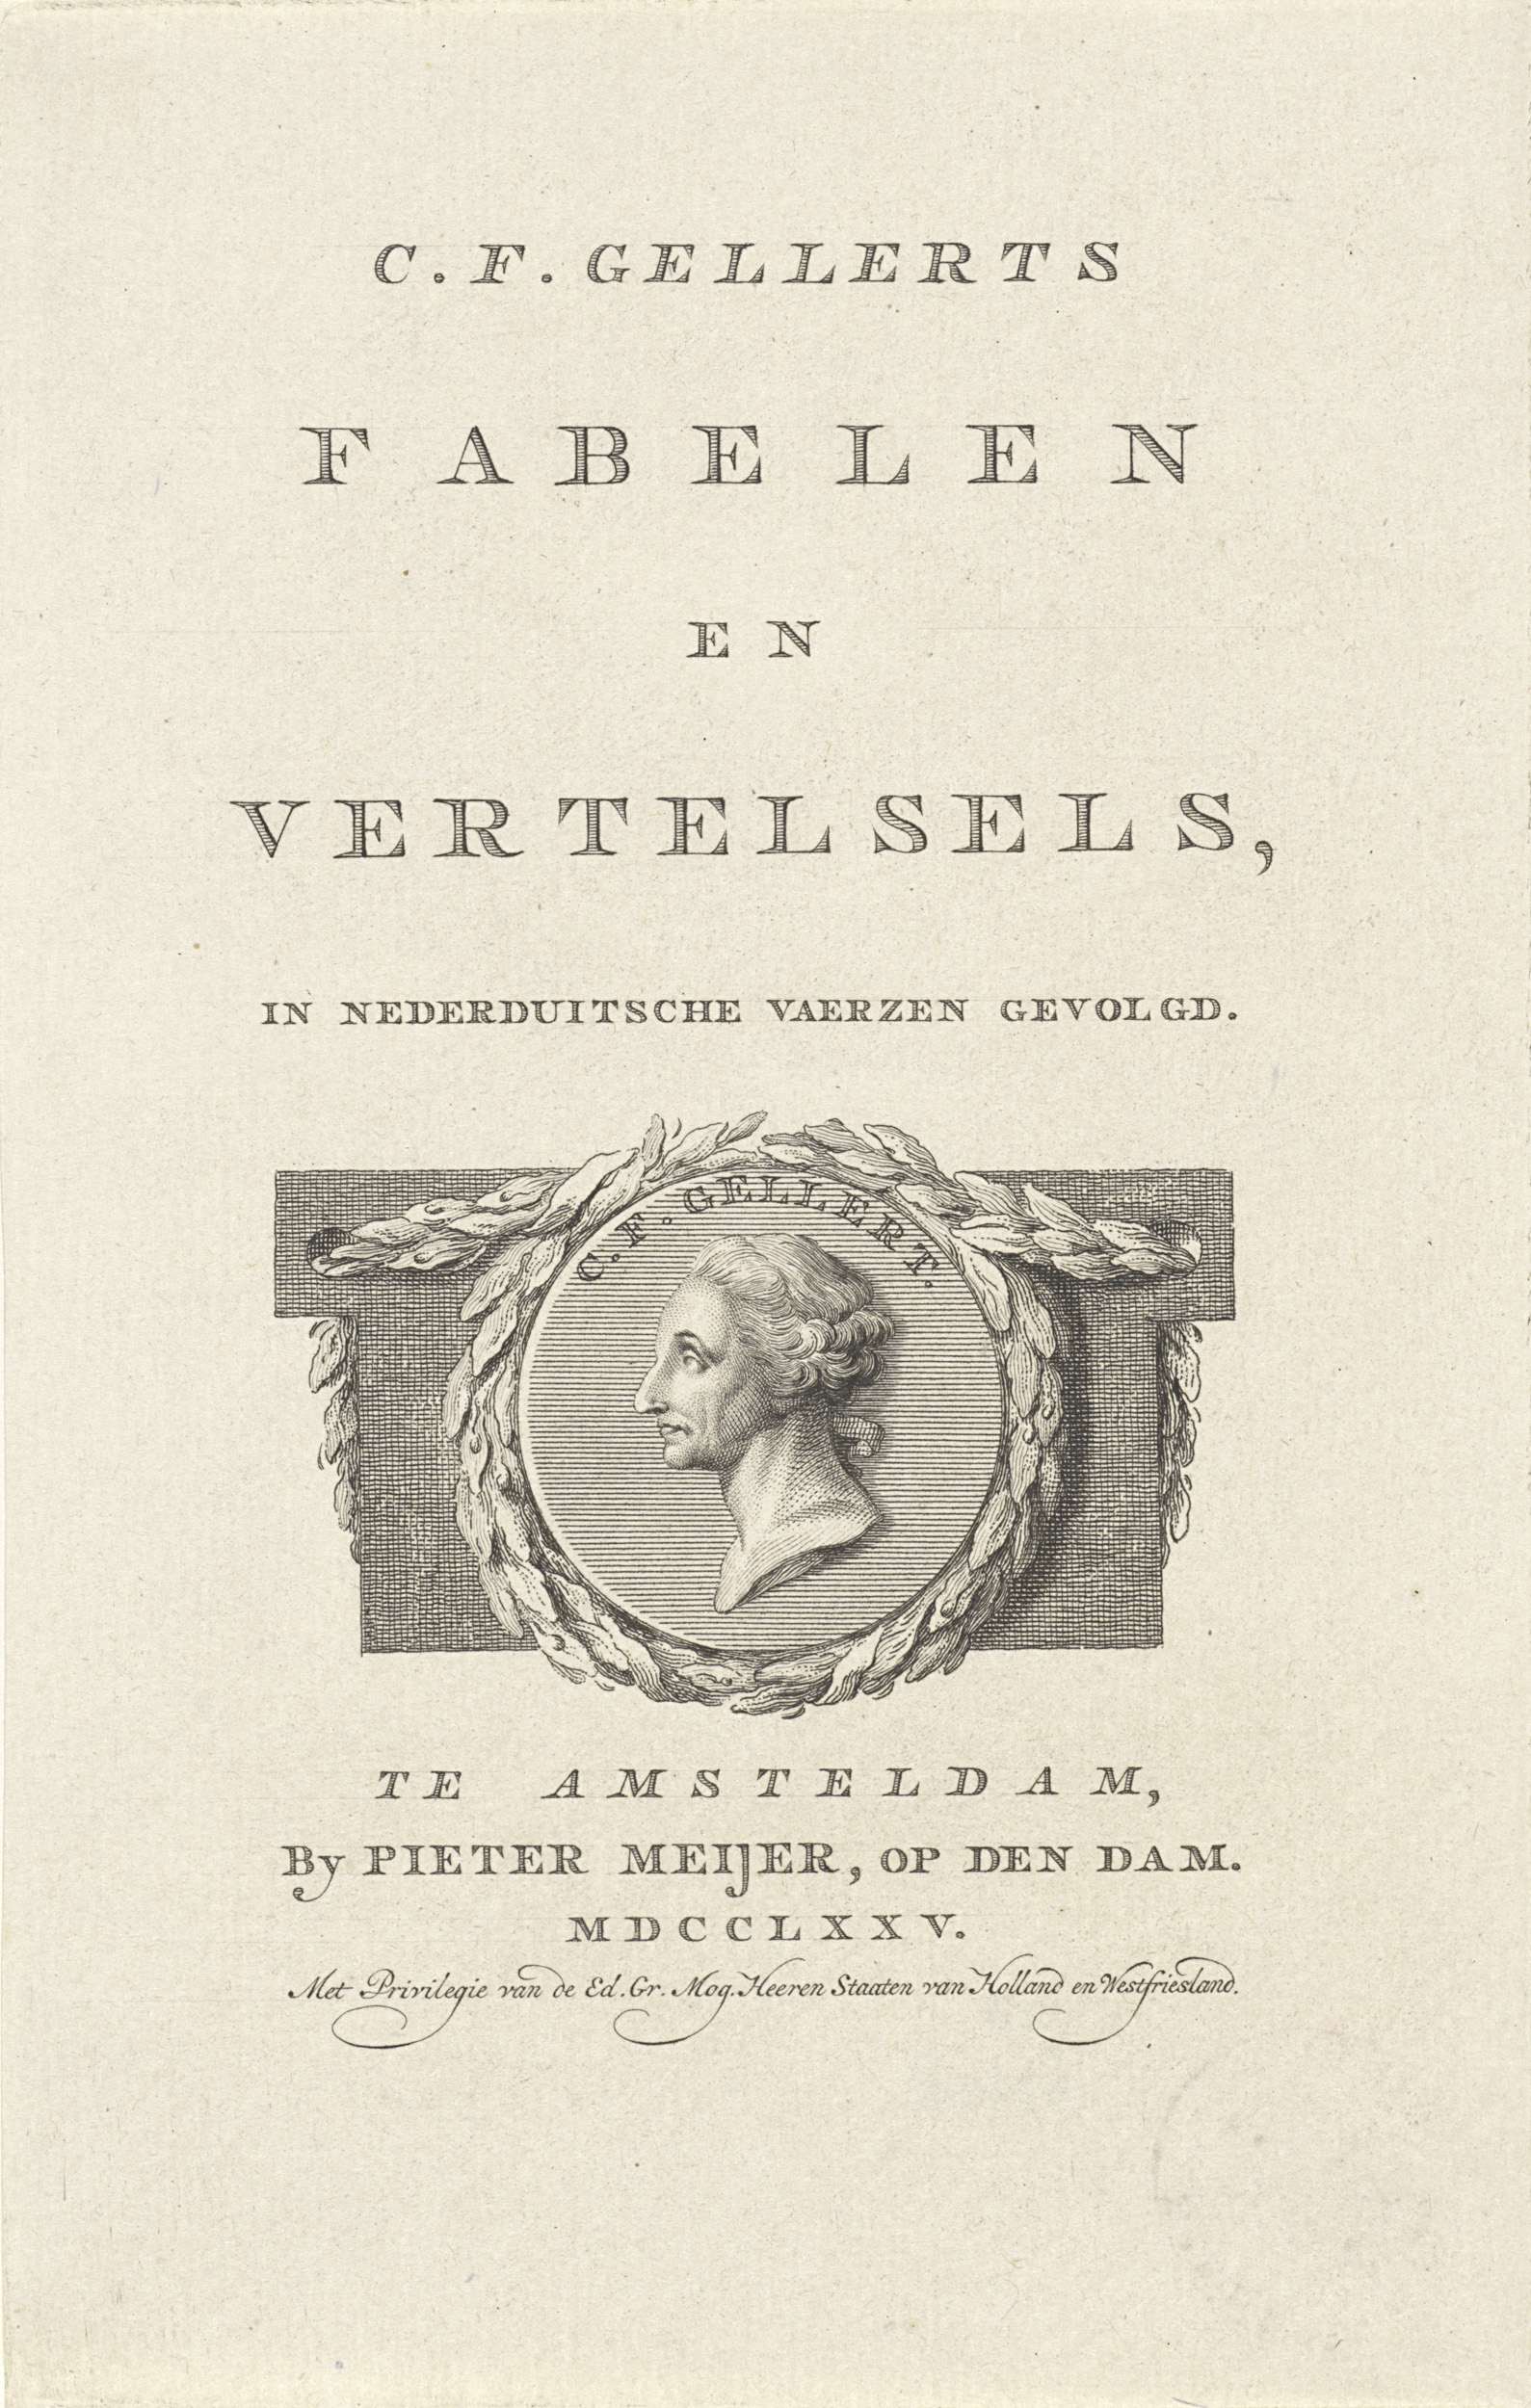 C. F. GELLERTS
FABELEN
EN
VERTELSELS,
IN NEDERDUITSCHE VAERZEN GEVOLGD.
C. F. GELLERT.
TE AMSTELDAM,
By PIETER MEIJER, OP DEN DAM.
MDCCLXXV.
Met Privilegie van de Ed. Gr. Mog. Heeren Staaten van Holland en Westfriesland.